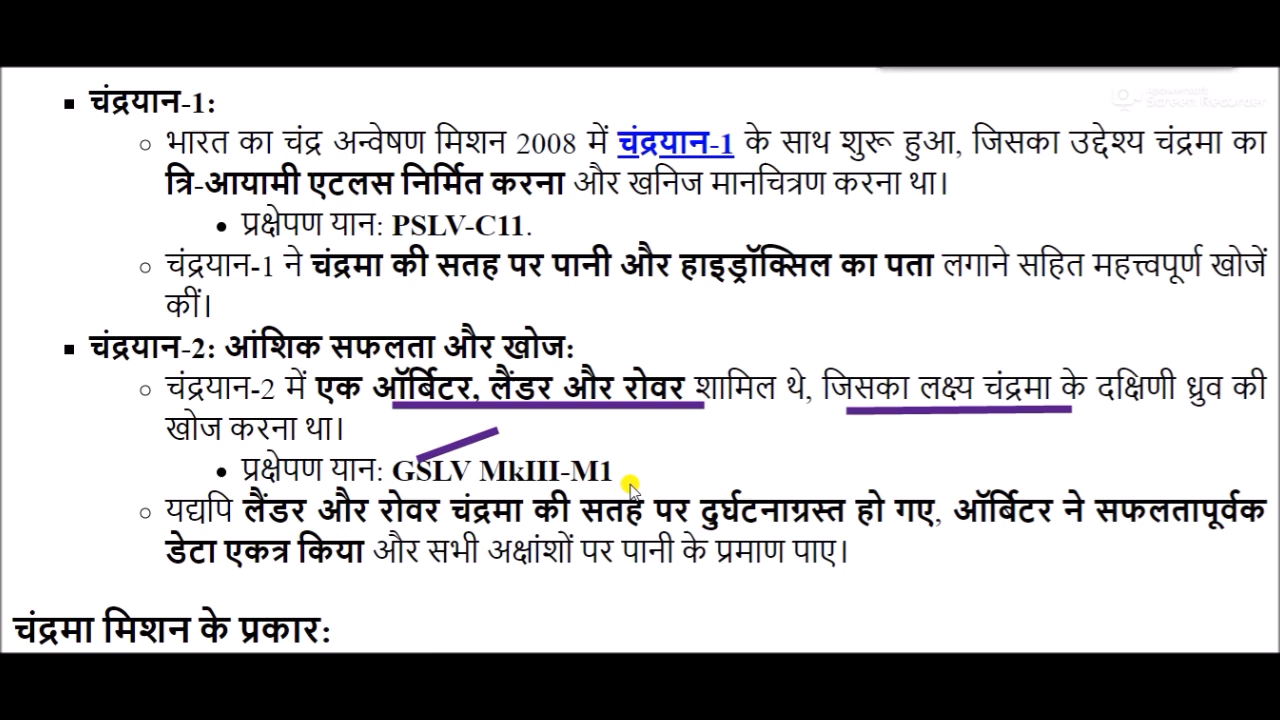 ▪ चंद्रयान-1:
○ भारत का चंद्र अन्वेषण मिशन 2008 में चंद्रयान-1 के साथ शुरू हुआ, जिसका उद्देश्य चंद्रमा का
त्रि-आयामी एटलस निर्मित करना और खनिज मानचित्रण करना था।
• प्रक्षेपण यान: PSLV-C11.
○ चंद्रयान-1 ने चंद्रमा की सतह पर पानी और हाइड्रॉक्सिल का पता लगाने सहित महत्त्वपूर्ण खोजें
कीं।
▪ चंद्रयान-2: आंशिक सफलता और खोज:
○ चंद्रयान-2 में एक ऑर्बिटर, लैंडर और रोवर शामिल थे, जिसका लक्ष्य चंद्रमा के दक्षिणी ध्रुव की
खोज करना था।
• प्रक्षेपण यान: GSLV MkIII-M1
○ यद्यपि लैंडर और रोवर चंद्रमा की सतह पर दुर्घटनाग्रस्त हो गए, ऑर्बिटर ने सफलतापूर्वक
डेटा एकत्र किया और सभी अक्षांशों पर पानी के प्रमाण पाए।
चंद्रमा मिशन के प्रकार:
Screen Recorder